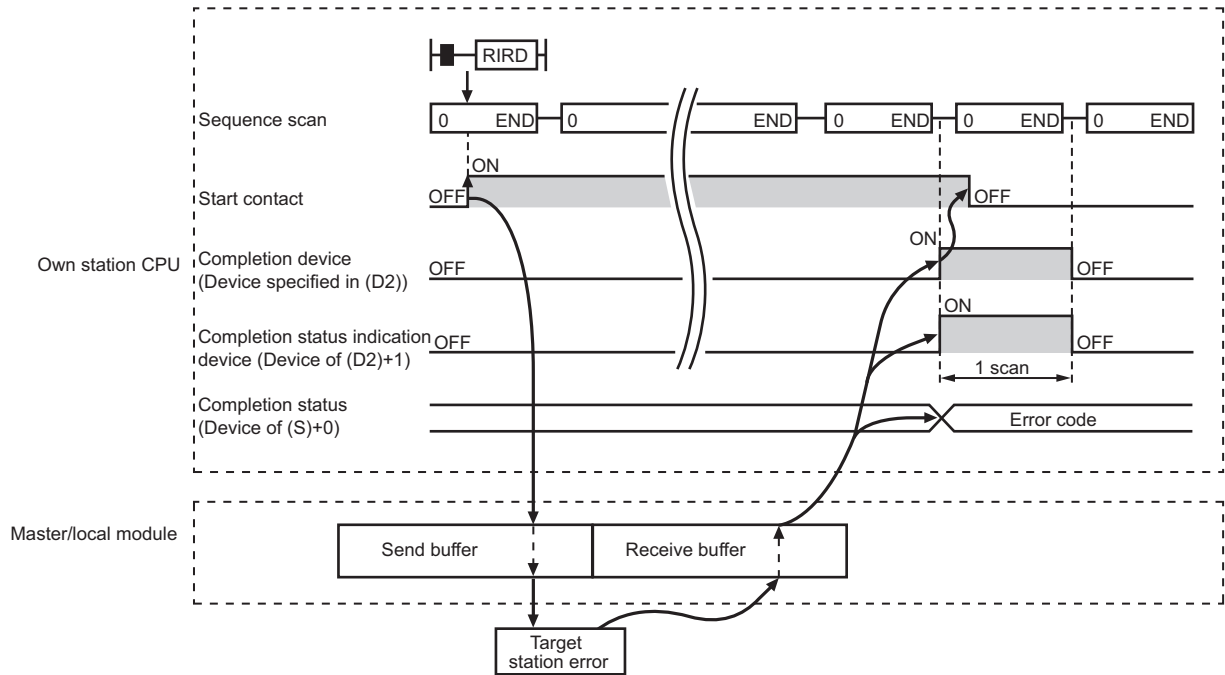 RIRD
Sequence scan
0 END 0 END 0 END 0 END 0 END
ON
Start contact
OFF
OFF
ON
Own station CPU
Completion device
(Device specified in (D2))
OFF
OFF
ON
Completion status indication
device (Device of (D2)+1)
OFF
OFF
1 scan
Completion status
(Device of (S)+0)
Error code
Master/local module
Send buffer
Receive buffer
Target
station error